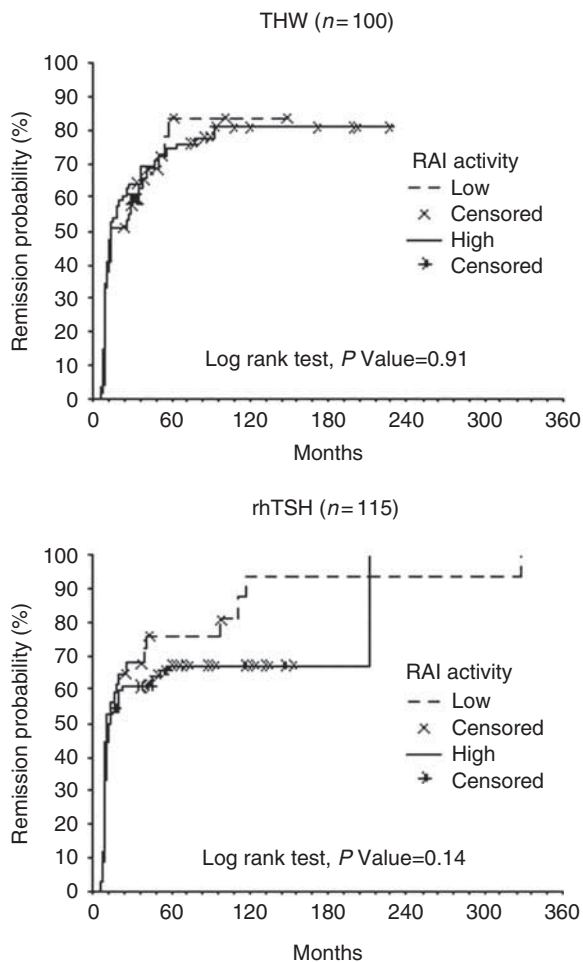 THW (n=100)
Remission probability (%)
100
90
80
70
60
50
40
30
20
10
0
RAI activity
Low
Censored
High
Censored
Log rank test, P Value=0.91
0 60 120 180 240 300 360
Months
rhTSH (n=115)
Remission probability (%)
100
90
80
70
60
50
40
30
20
10
0
RAI activity
Low
Censored
High
Censored
Log rank test, P Value=0.14
0 60 120 180 240 300 360
Months